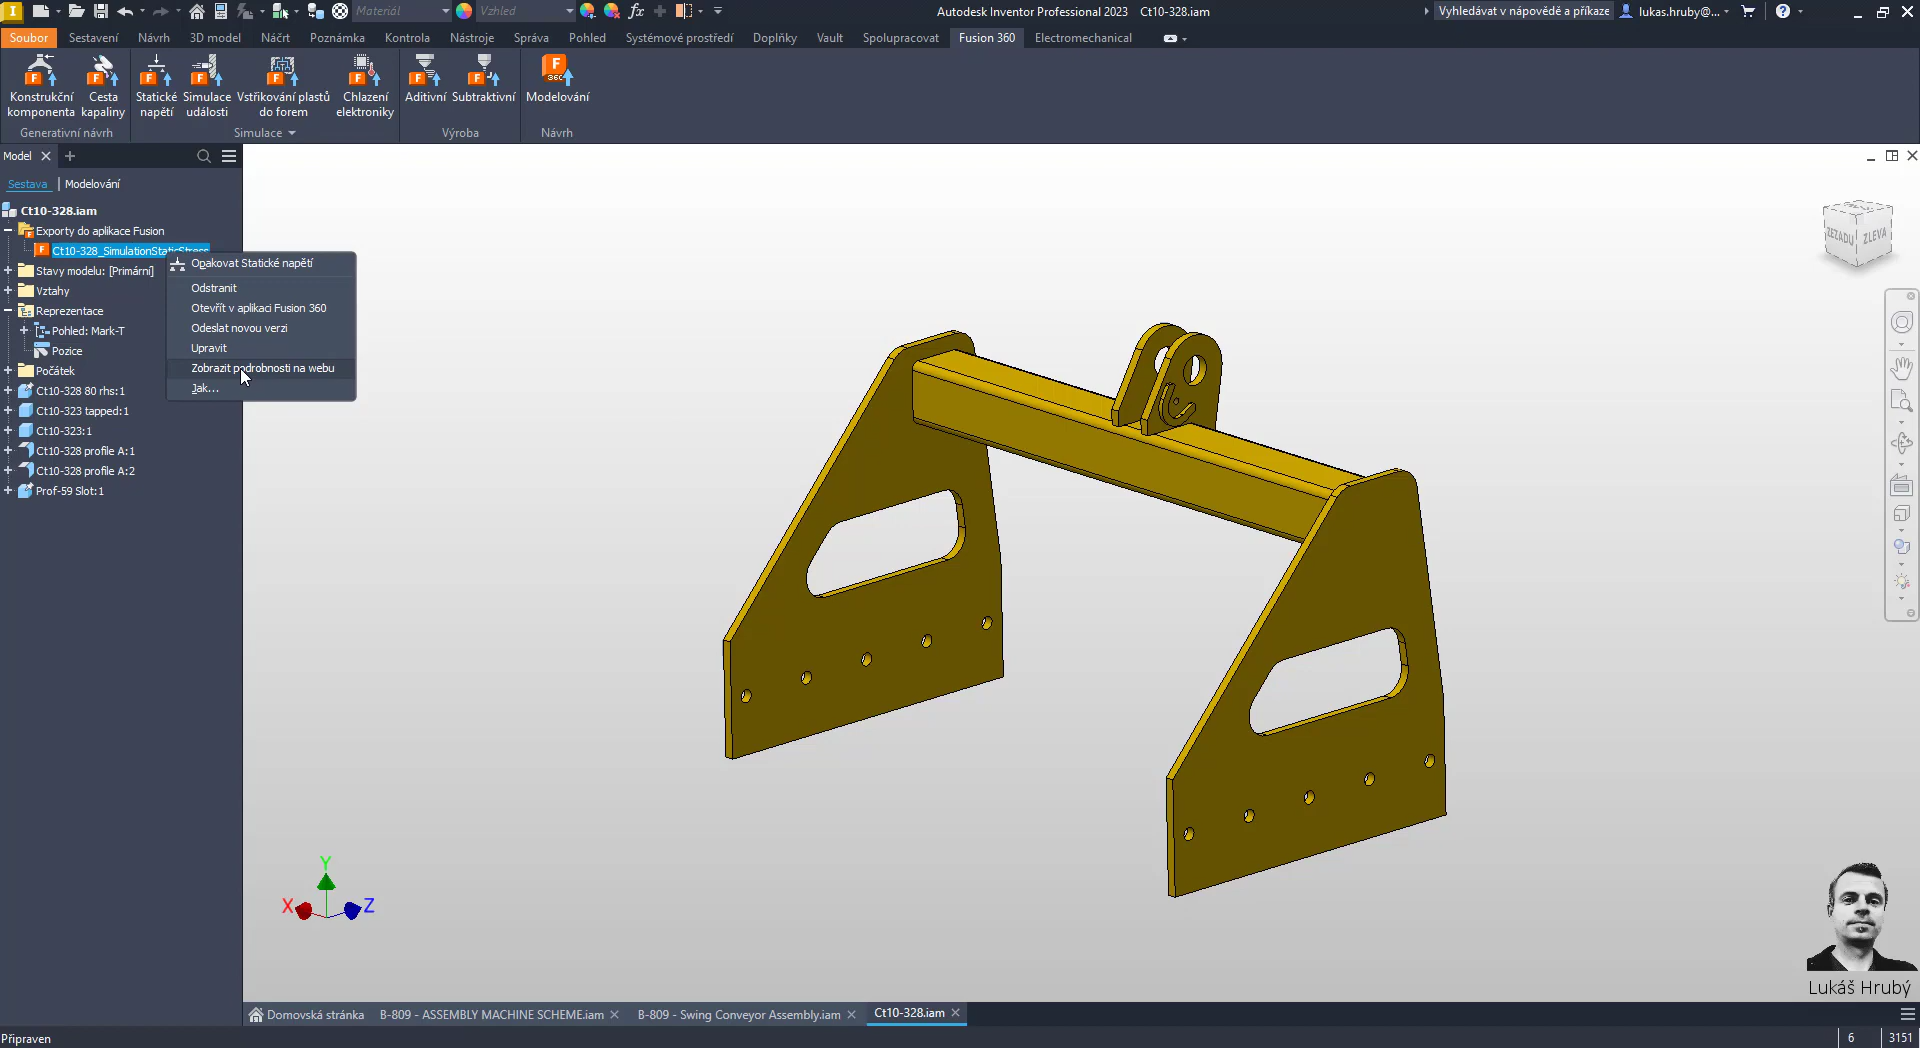 Materiál
Vzhled
Autodesk Inventor Professional 2023 Ct10-328.iam
Vyhledávat v nápovědě a příkaze
lukas.hruby@...
Soubor Sestavení Návrh 3D model Náčrt Poznámka Kontrola Nástroje Správa Pohled Systémové prostředí Doplňky Vault Spolupracovat Fusion 360 Electromechanical
Konstrukční komponenta
Cesta kapaliny
Statické napětí
Simulace události
Vstřikování plastů do forem
Chlazení elektroniky
Aditivní
Subtraktivní
Modelování
Generativní návrh
Simulace
Výroba
Návrh
Model
Sestava | Modelování
Ct10-328.iam
Exporty do aplikace Fusion
Ct10-328_SimulationStaticStress
Stavy modelu: [Primární]
Vztahy
Reprezentace
Pohled: Mark-T
Pozice
Počátek
Ct10-328 80 rhs:1
Ct10-323 tapped:1
Ct10-323:1
Ct10-328 profile A:1
Ct10-328 profile A:2
Prof-59 Slot:1
Opakovat Statické napětí
Odstranit
Otevřít v aplikaci Fusion 360
Odeslat novou verzi
Upravit
Zobrazit podrobnosti na webu
Jak...
ZEZADU
ZLEVA
Y
X
Z
Lukáš Hrubý
Domovská stránka
B-809 - ASSEMBLY MACHINE SCHEME.iam
B-809 - Swing Conveyor Assembly.iam
Ct10-328.iam
Připraven
6
3151